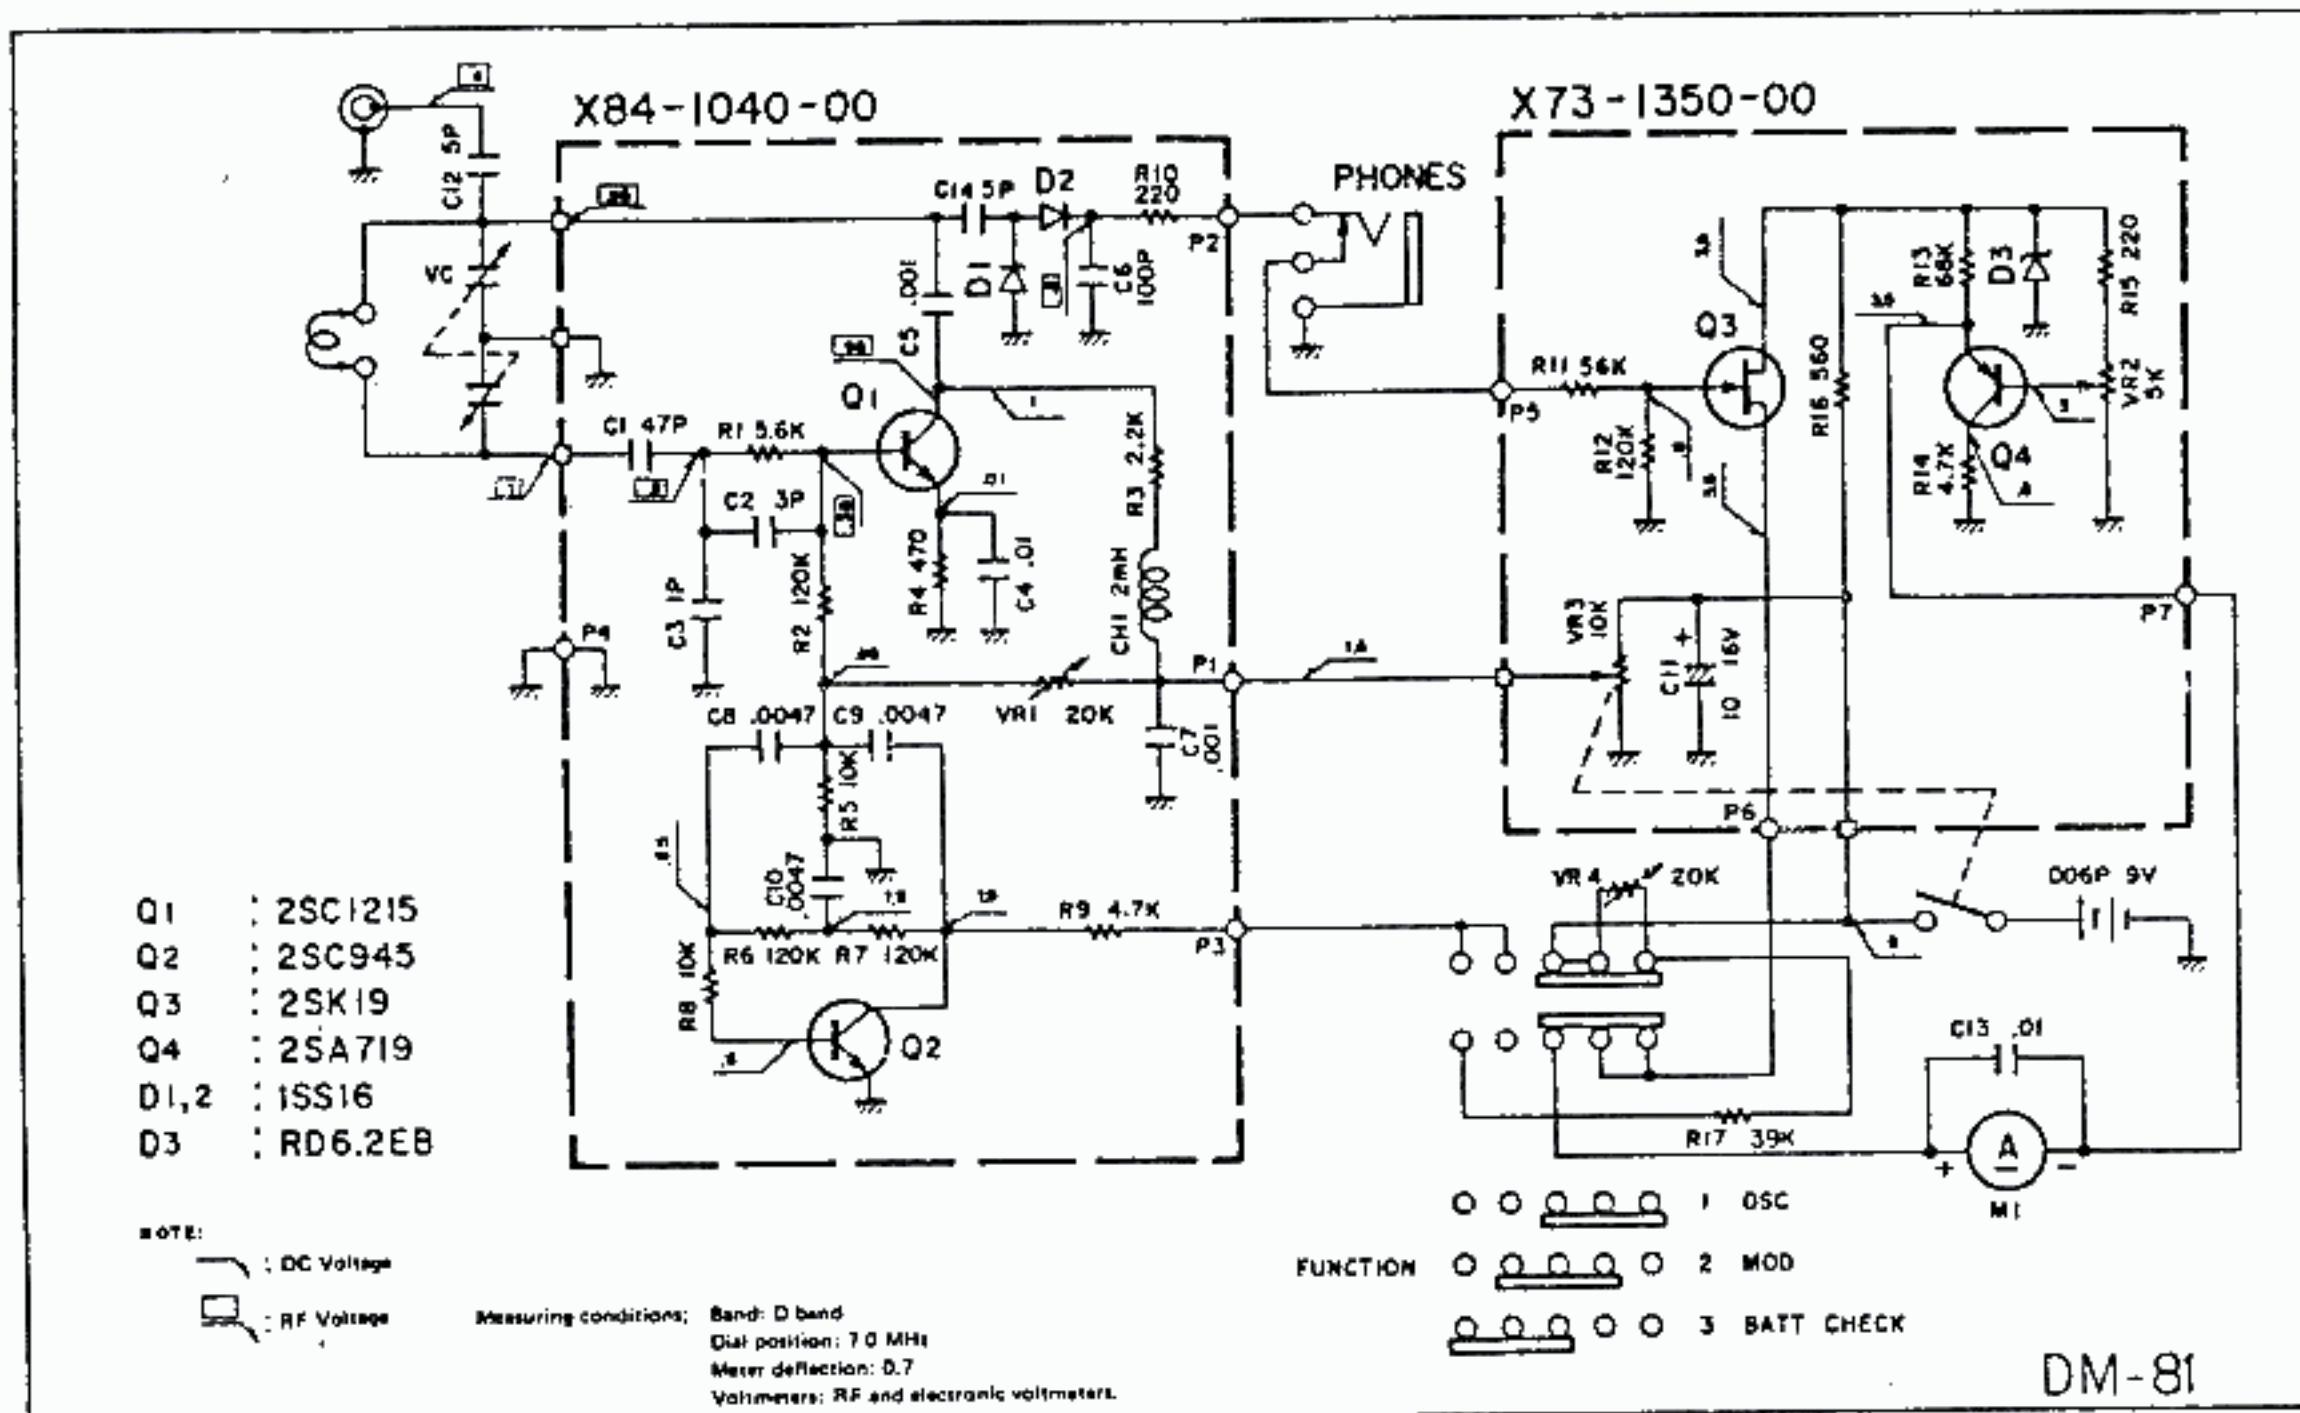 X84-1040-00
X73-1350-00
C12 5P
VC
C14 5P
D2
R10
220
P2
PHONES
D1
C6
100P
C5
.001
Q1
C1 47P
R1 5.6K
C2 3P
C3 1P
R2 120K
R4 470
.01
C4 .01
R3 2.2K
CH1 2mH
P4
P1
VR1 20K
C7
.001
C8 .0047
C9 .0047
R5 10K
C10
.0047
R6 120K
R7 120K
R8 10K
R9 4.7K
P3
Q2
P5
R11 56K
R12
120K
Q3
R16 560
R13
68K
D3
R15 220
VR2
5K
Q4
R14
4.7K
P7
VR3
10K
C11
10 16V
P6
VR4 20K
006P 9V
C13 .01
R17 39K
A
+
-
M1
Q1 : 2SC1215
Q2 : 2SC945
Q3 : 2SK19
Q4 : 2SA719
D1,2 : 1SS16
D3 : RD6.2EB
NOTE:
: DC Voltage
: RF Voltage
Measuring conditions; Band: D band
Dial position: 7.0 MHz
Meter deflection: 0.7
Voltmeters: RF and electronic voltmeters.
FUNCTION
1 OSC
2 MOD
3 BATT CHECK
DM-81